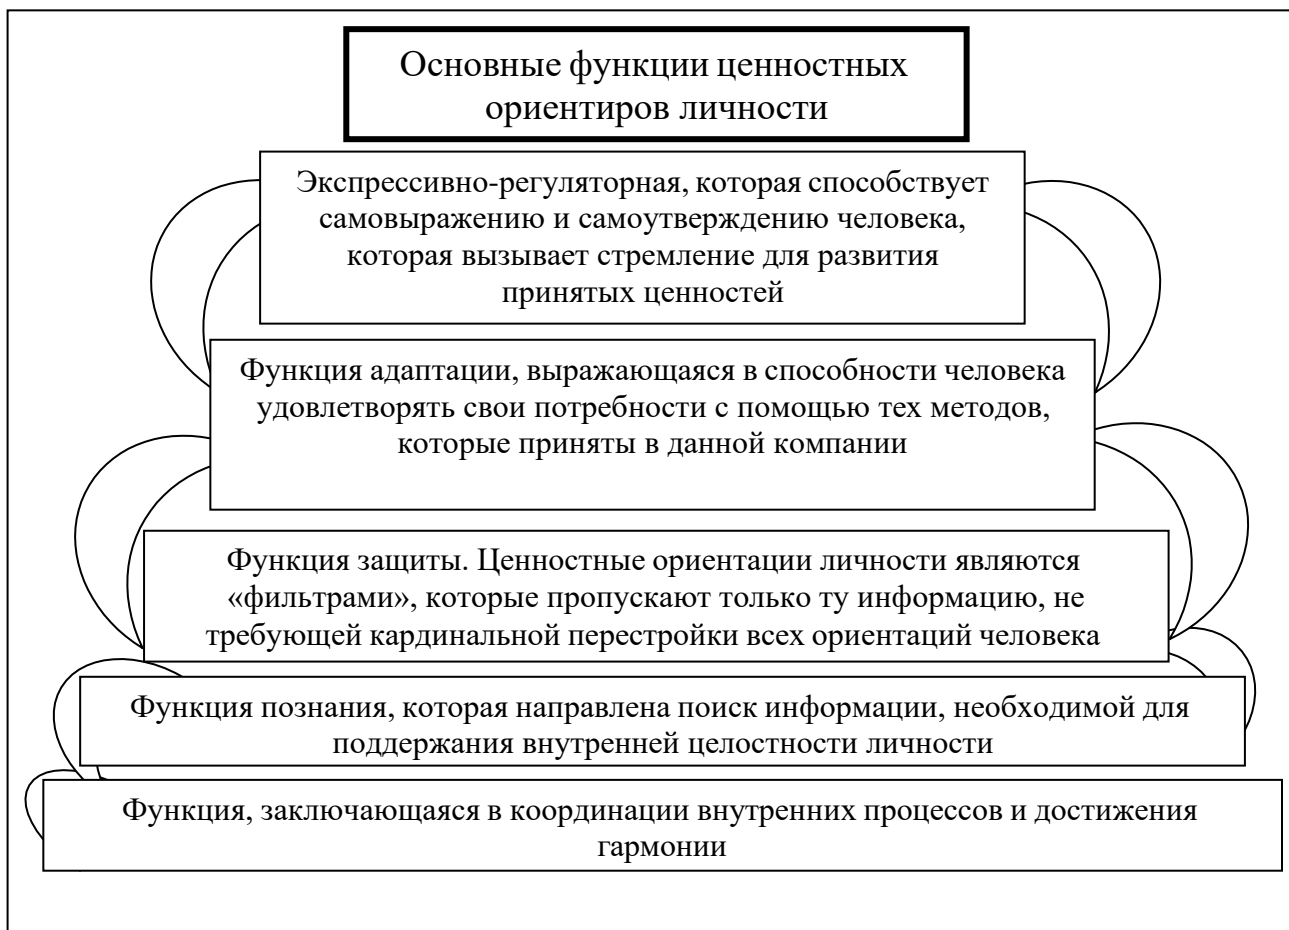 Основные функции ценностных
ориентиров личности
Экспрессивно-регуляторная, которая способствует
самовыражению и самоутверждению человека,
которая вызывает стремление для развития
принятых ценностей
Функция адаптации, выражающаяся в способности человека
удовлетворять свои потребности с помощью тех методов,
которые приняты в данной компании
Функция защиты. Ценностные ориентации личности являются
«фильтрами», которые пропускают только ту информацию, не
требующей кардинальной перестройки всех ориентаций человека
Функция познания, которая направлена поиск информации, необходимой для
поддержания внутренней целостности личности
Функция, заключающаяся в координации внутренних процессов и достижения
гармонии